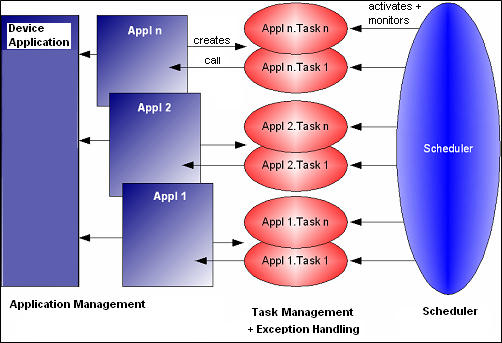 Device
Application
Appl n
creates
call
Appl n.Task n
Appl n.Task 1
activates +
monitors
Appl 2
Appl 2.Task n
Appl 2.Task 1
Scheduler
Appl 1
Appl 1.Task n
Appl 1.Task 1
Application Management
Task Management
+ Exception Handling
Scheduler